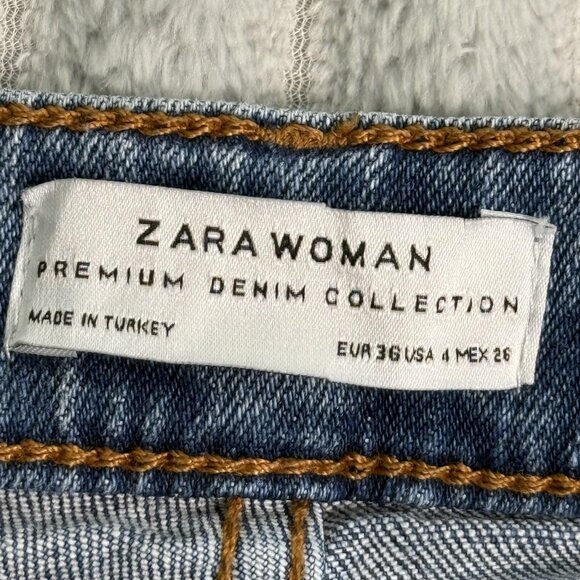 ZARA WOMAN
PREMIUM DENIM COLLECTION
MADE IN TURKEY
EUR 36 USA 4 MEX 26